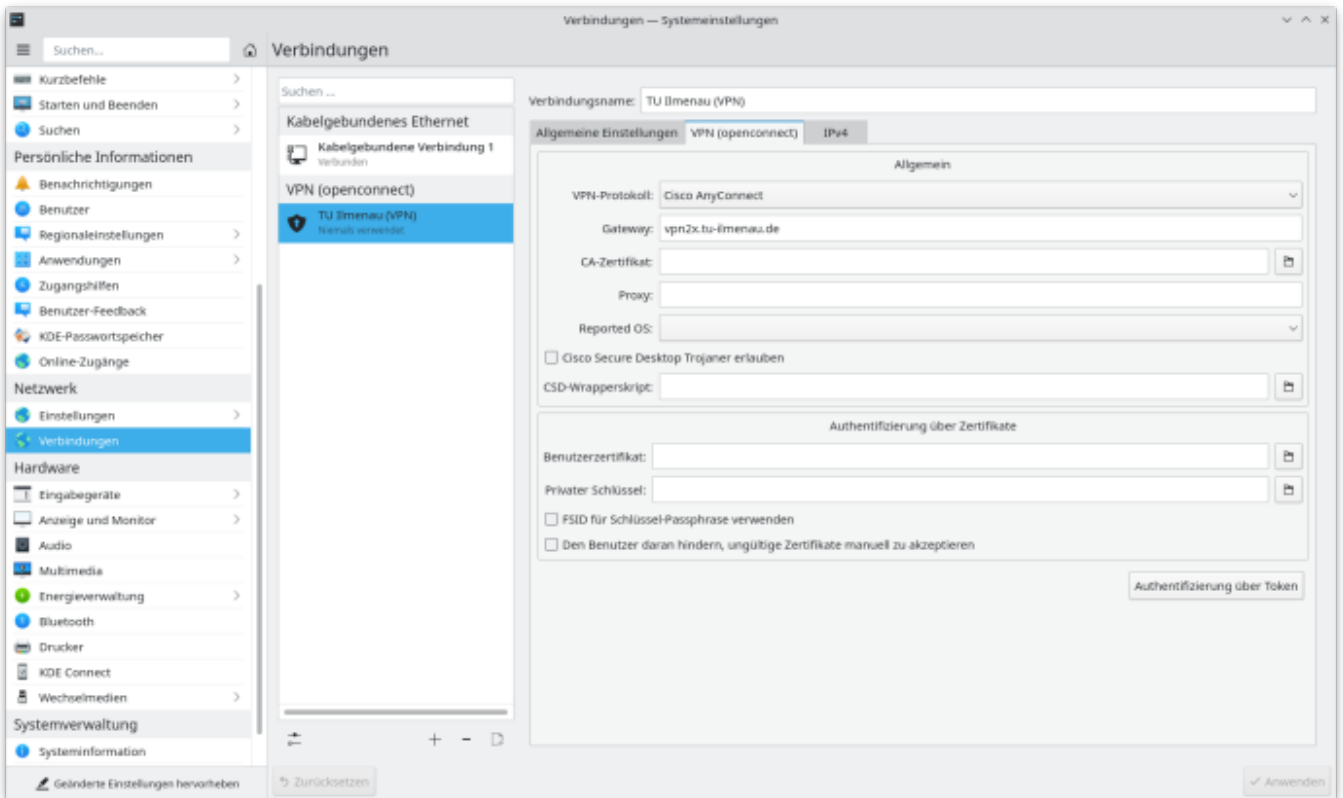 Verbindungen — Systemeinstellungen
Suchen...
Verbindungen
Kurzbefehle
Starten und Beenden
Suchen
Persönliche Informationen
Benachrichtigungen
Benutzer
Regionaleinstellungen
Anwendungen
Zugangshilfen
Benutzer-Feedback
KDE-Passwortspeicher
Online-Zugänge
Netzwerk
Einstellungen
Verbindungen
Hardware
Eingabegeräte
Anzeige und Monitor
Audio
Multimedia
Energieverwaltung
Bluetooth
Drucker
KDE Connect
Wechselmedien
Systemverwaltung
Systeminformation
Geänderte Einstellungen hervorheben
Suchen ...
Kabelgebundenes Ethernet
Kabelgebundene Verbindung 1
Verbunden
VPN (openconnect)
TU Ilmenau (VPN)
Niemals verwendet
Zurücksetzen
Verbindungsname: TU Ilmenau (VPN)
Allgemeine Einstellungen VPN (openconnect) IPv4
Allgemein
VPN-Protokoll: Cisco AnyConnect
Gateway: vpn2x.tu-ilmenau.de
CA-Zertifikat:
Proxy:
Reported OS:
Cisco Secure Desktop Trojaner erlauben
CSD-Wrapperskript:
Authentifizierung über Zertifikate
Benutzerzertifikat:
Privater Schlüssel:
FSID für Schlüssel-Passphrase verwenden
Den Benutzer daran hindern, ungültige Zertifikate manuell zu akzeptieren
Authentifizierung über Token
Anwenden